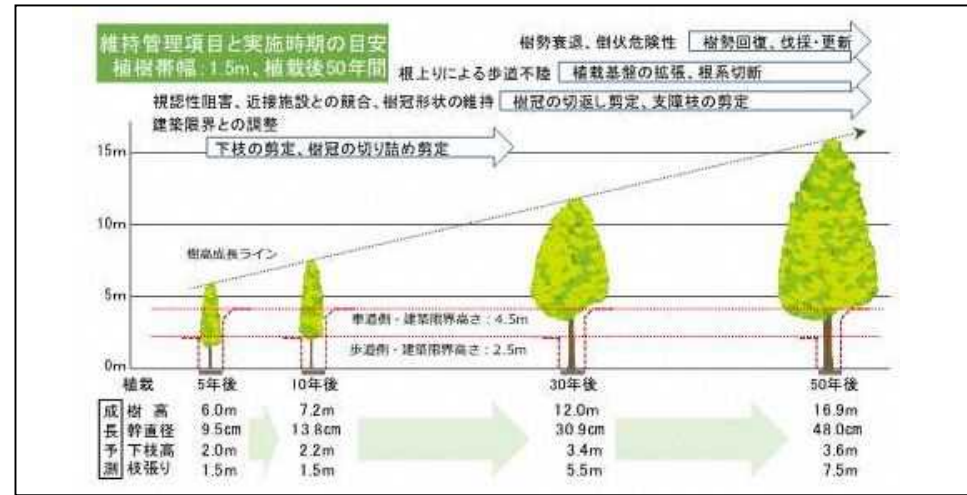 維持管理項目と実施時期の目安
植樹帯幅：1.5m、植栽後50年間
樹勢衰退、倒伏危険性 樹勢回復、伐採・更新
根上りによる歩道不陸 植栽基盤の拡張、根系切断
視認性阻害、近接施設との競合、樹冠形状の維持 樹冠の切返し剪定、支障枝の剪定
建築限界との調整
下枝の剪定、樹冠の切り詰め剪定
15m
10m
樹高成長ライン
5m
車道側・建築限界高さ：4.5m
歩道側・建築限界高さ：2.5m
0m
植栽 5年後 10年後 30年後 50年後
成長予測
樹高 6.0m 7.2m 12.0m 16.9m
幹直径 9.5cm 13.8cm 30.9cm 48.0cm
下枝高 2.0m 2.2m 3.4m 3.6m
枝張り 1.5m 1.5m 5.5m 7.5m